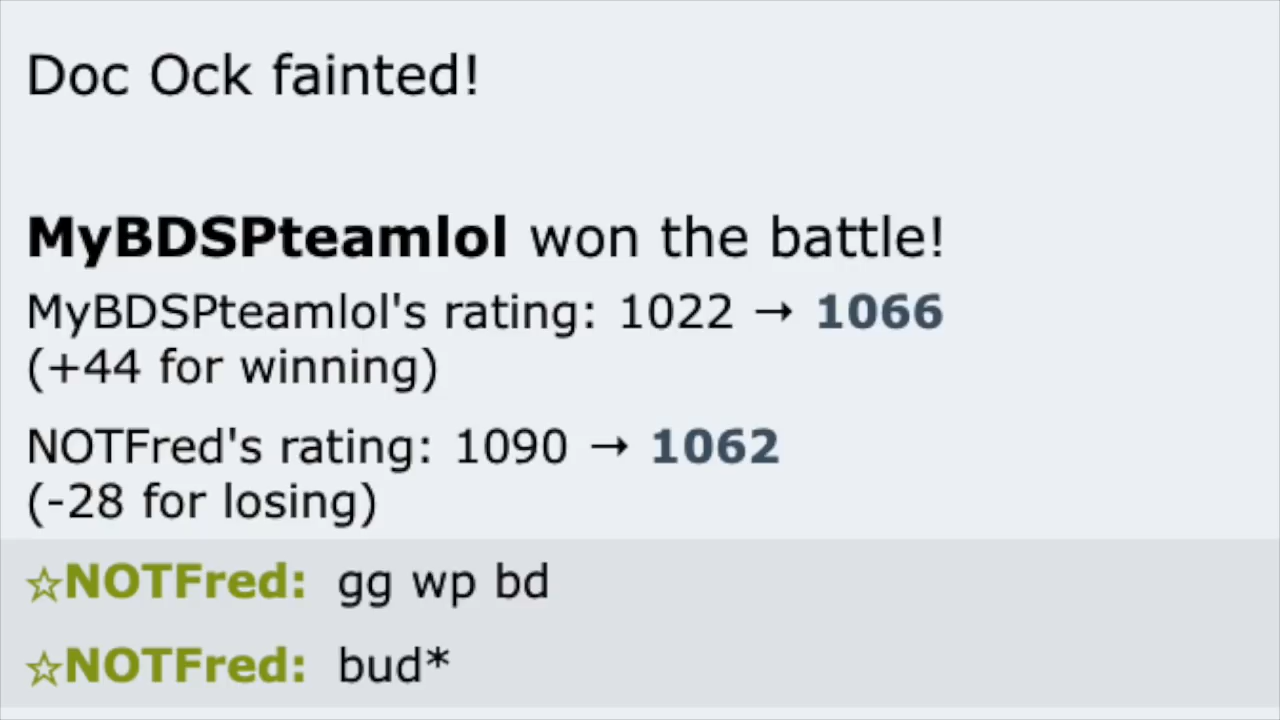 Doc Ock fainted!
MyBDSPteamlol won the battle!
MyBDSPteamlol's rating: 1022 → 1066
(+44 for winning)
NOTFred's rating: 1090 → 1062
(-28 for losing)
☆NOTFred: gg wp bd
☆NOTFred: bud*